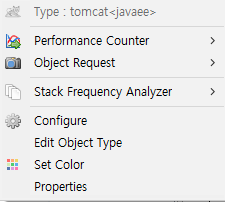 Type : tomcat<javaee>
Performance Counter
Object Request
Stack Frequency Analyzer
Configure
Edit Object Type
Set Color
Properties